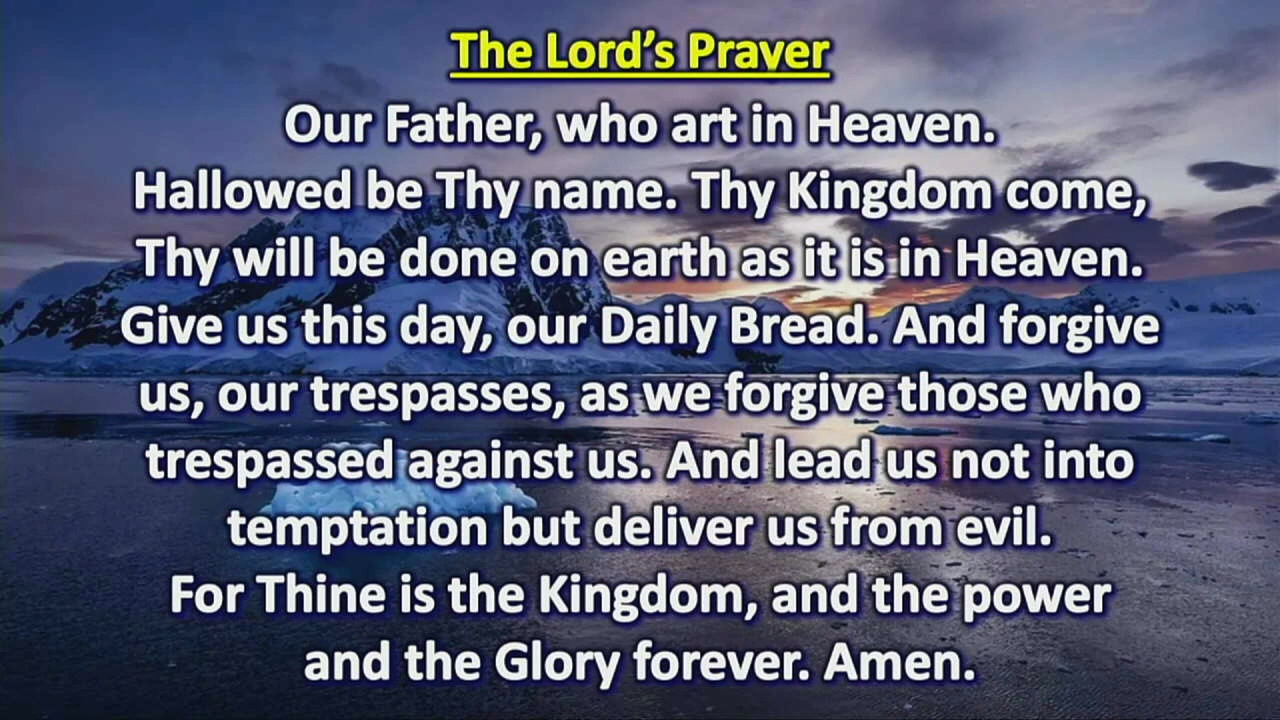 The Lord’s Prayer
Our Father, who art in Heaven.
Hallowed be Thy name. Thy Kingdom come,
Thy will be done on earth as it is in Heaven.
Give us this day, our Daily Bread. And forgive
us, our trespasses, as we forgive those who
trespassed against us. And lead us not into
temptation but deliver us from evil.
For Thine is the Kingdom, and the power
and the Glory forever. Amen.